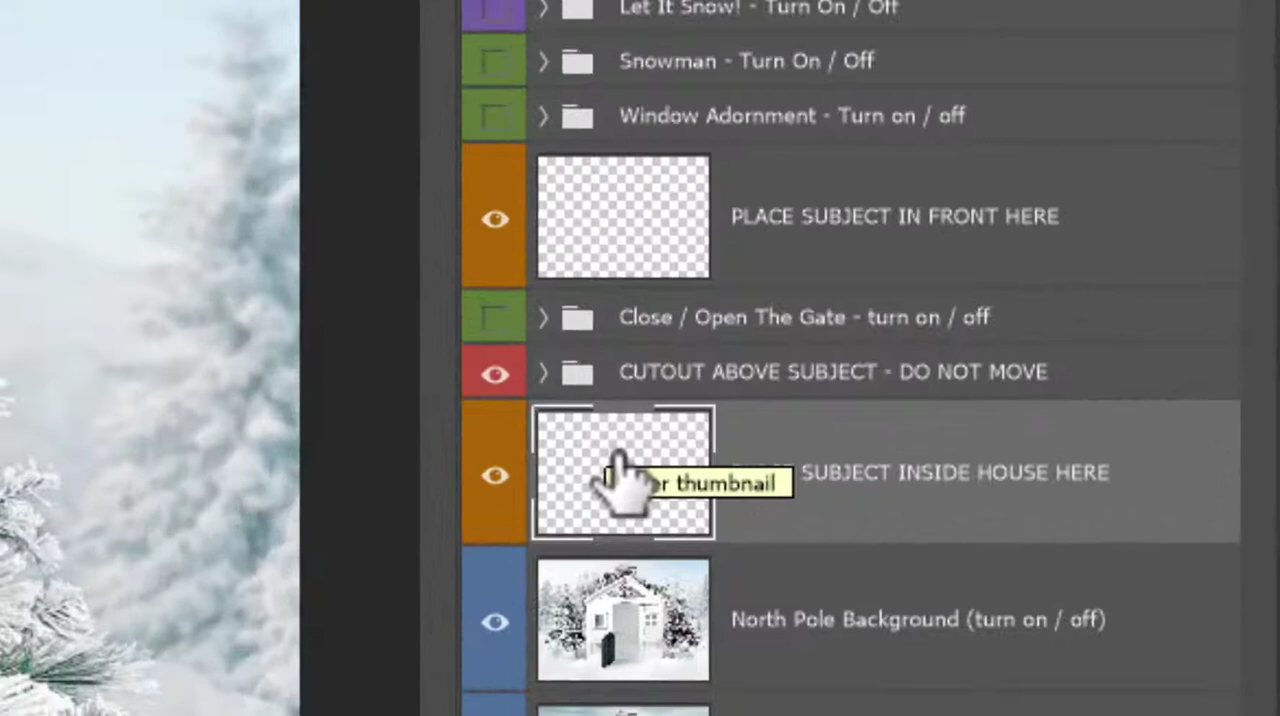 Let It Snow! - Turn On / Off
Snowman - Turn On / Off
Window Adornment - Turn on / off
PLACE SUBJECT IN FRONT HERE
Close / Open The Gate - turn on / off
CUTOUT ABOVE SUBJECT - DO NOT MOVE
SUBJECT INSIDE HOUSE HERE
thumbnail
North Pole Background (turn on / off)